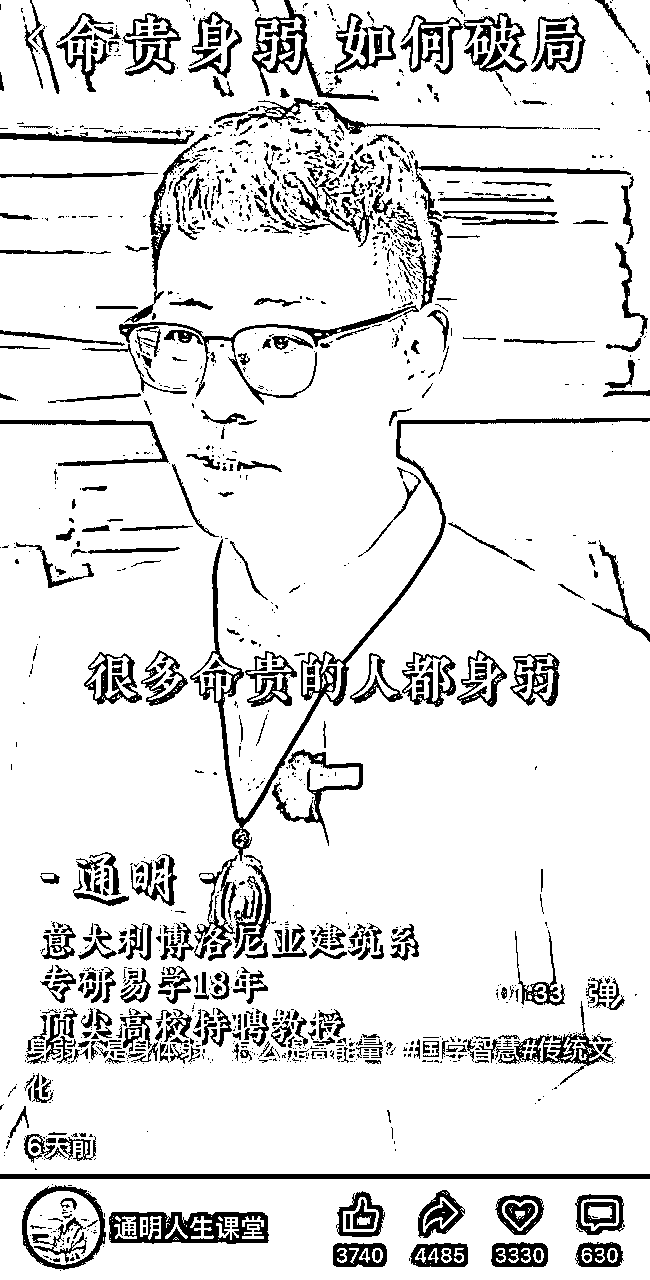 命贵身弱 如何破局
很多命贵的人都身弱
- 通明 -
意大利博洛尼亚建筑系
专研易学18年
顶尖高校特聘教授
01:33 弹
身弱不是身体弱 怎么提高能量？#国学智慧#传统文
化
6天前
通明人生课堂
3740 4485 3330 630